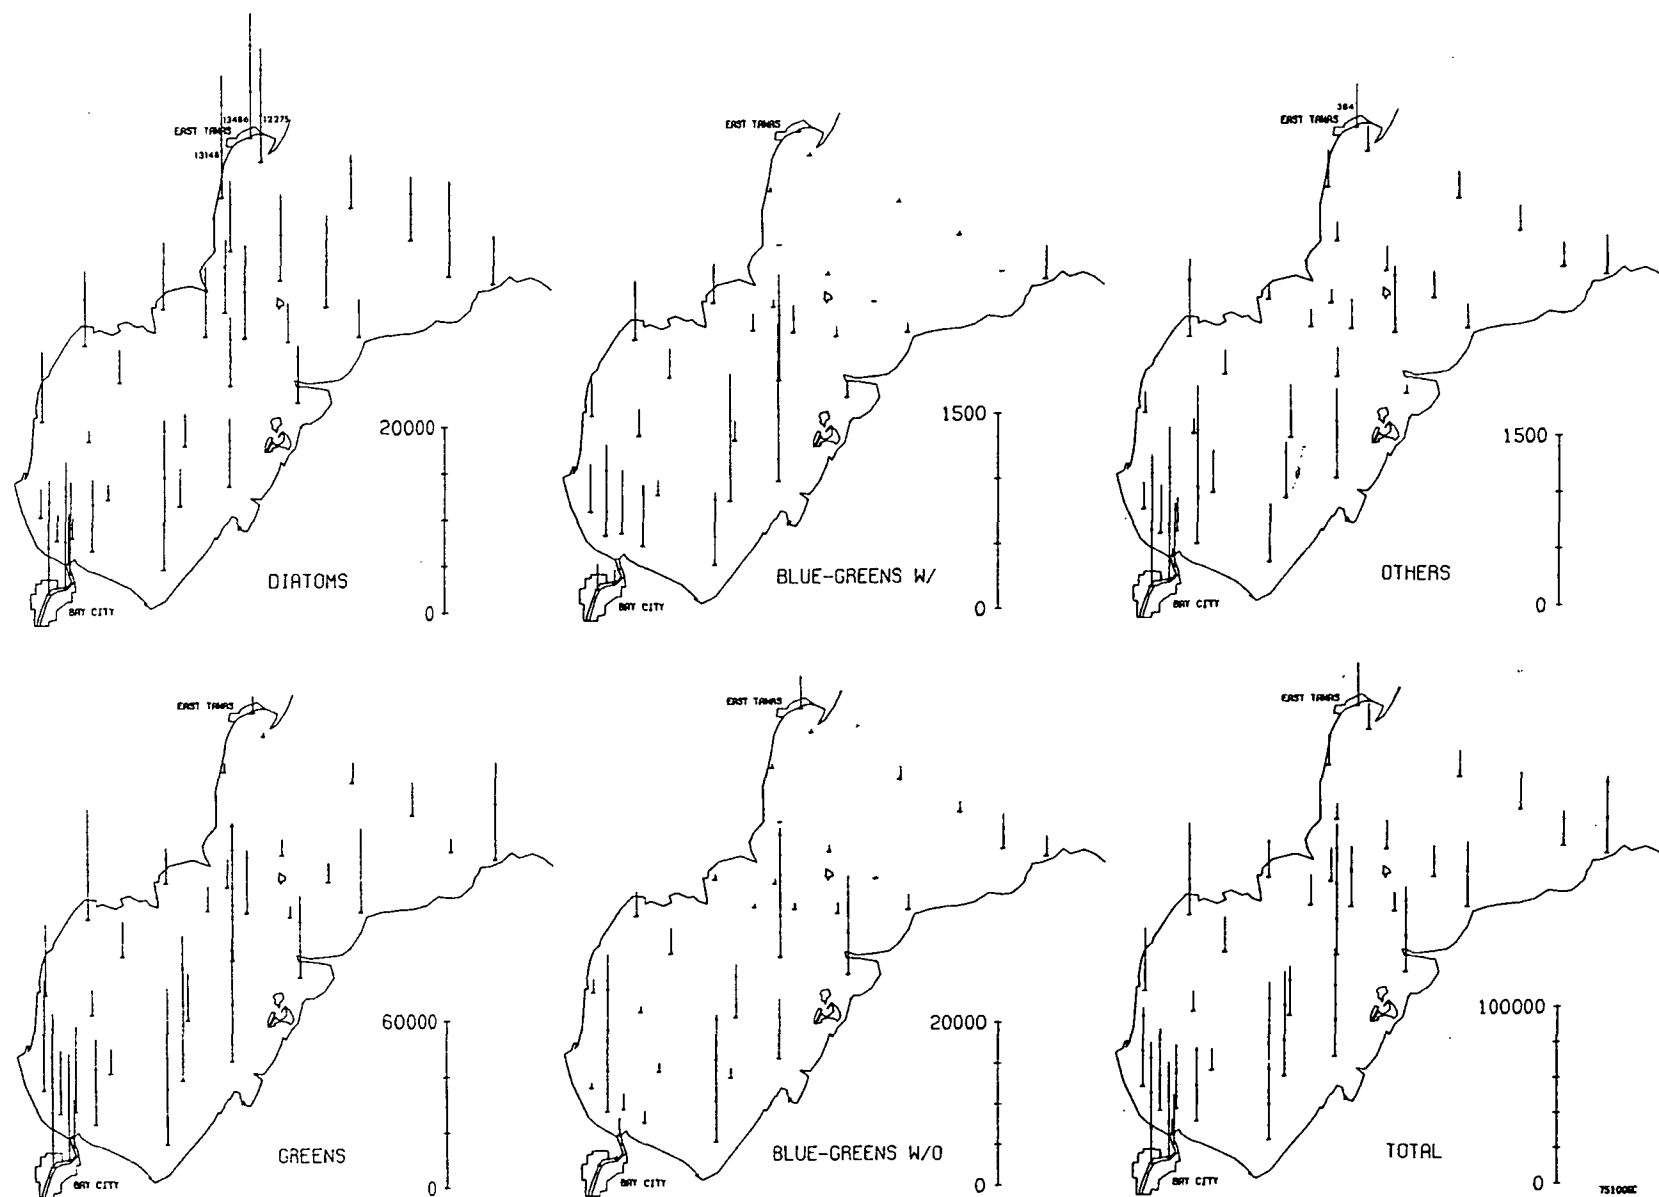 13486 12275
EAST TAWAS
13148
20000
0
DIATOMS
BAY CITY
EAST TAWAS
1500
0
BLUE-GREENS W/
BAY CITY
384
EAST TAWAS
1500
0
OTHERS
BAY CITY
EAST TAWAS
60000
0
GREENS
BAY CITY
EAST TAWAS
20000
0
BLUE-GREENS W/O
BAY CITY
EAST TAWAS
100000
0
TOTAL
BAY CITY